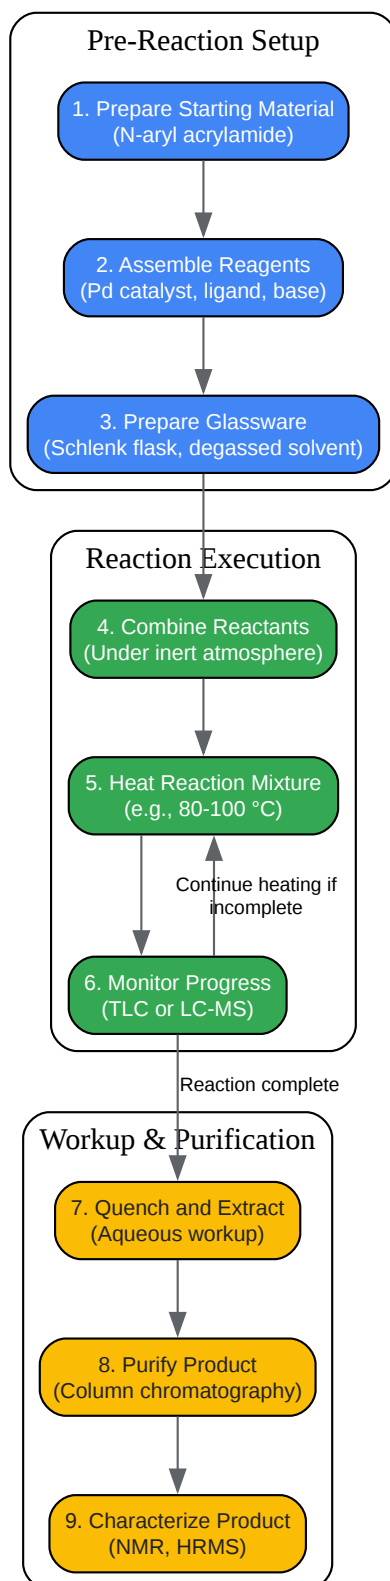 Pre-Reaction Setup
1. Prepare Starting Material
(N-aryl acrylamide)
2. Assemble Reagents
(Pd catalyst, ligand, base)
3. Prepare Glassware
(Schlenk flask, degassed solvent)
Reaction Execution
4. Combine Reactants
(Under inert atmosphere)
5. Heat Reaction Mixture
(e.g., 80-100 °C)
Continue heating if
incomplete
6. Monitor Progress
(TLC or LC-MS)
Reaction complete
Workup & Purification
7. Quench and Extract
(Aqueous workup)
8. Purify Product
(Column chromatography)
9. Characterize Product
(NMR, HRMS)